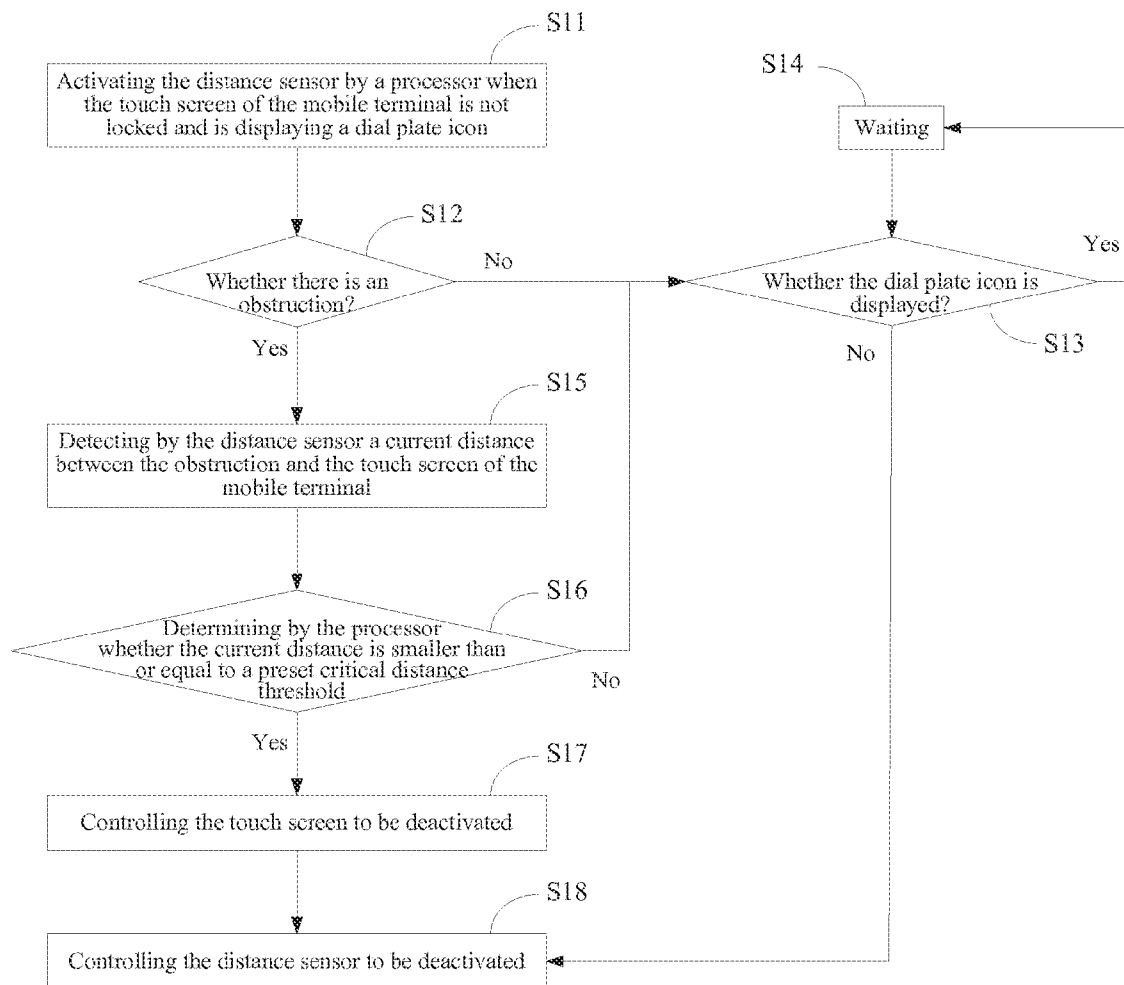 S11
Activating the distance sensor by a processor when
the touch screen of the mobile terminal is not
locked and is displaying a dial plate icon
S14
Waiting
S12
Whether there is an
obstruction?
No
Yes
Whether the dial plate icon is
displayed?
Yes
S13
No
S15
Detecting by the distance sensor a current distance
between the obstruction and the touch screen of the
mobile terminal
S16
Determining by the processor
whether the current distance is smaller than
or equal to a preset critical distance
threshold
No
Yes
S17
Controlling the touch screen to be deactivated
S18
Controlling the distance sensor to be deactivated